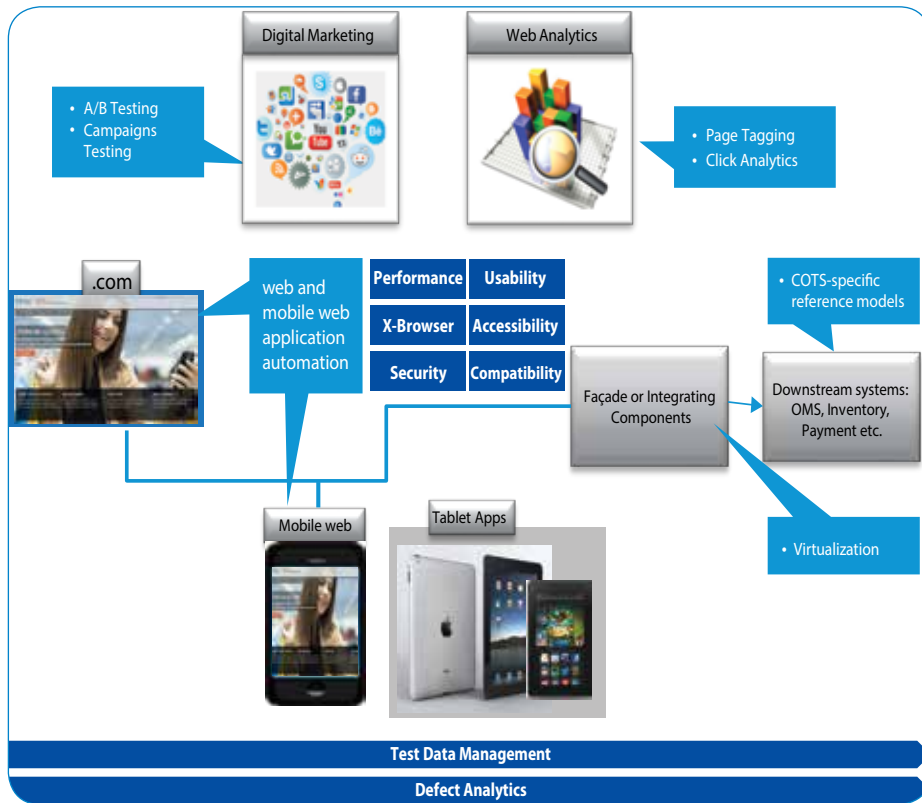 Digital Marketing
Web Analytics
• A/B Testing
• Campaigns
Testing
• Page Tagging
• Click Analytics
You
Tube
.com
web and
mobile web
application
automation
Performance
Usability
X-Browser
Accessibility
Security
Compatibility
• COTS-specific
reference models
Façade or Integrating
Components
Downstream systems:
OMS, Inventory,
Payment etc.
• Virtualization
Mobile web
Tablet Apps
Test Data Management
Defect Analytics